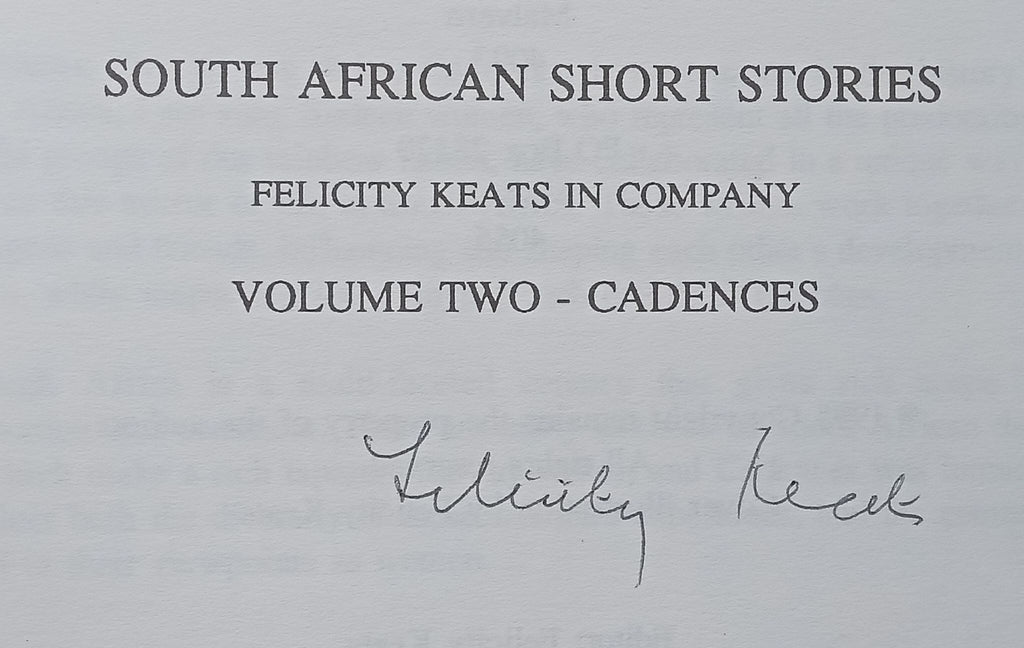 SOUTH AFRICAN SHORT STORIES
FELICITY KEATS IN COMPANY
VOLUME TWO - CADENCES
Felicity Keats